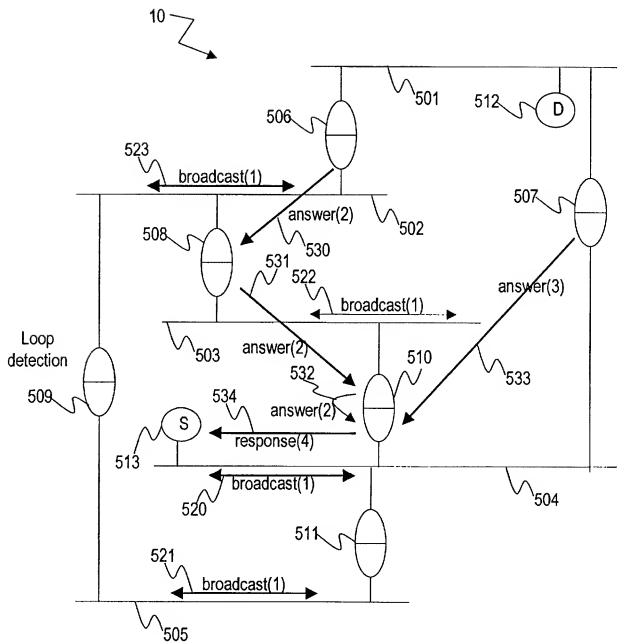 10
501
512
D
506
523
broadcast(1)
507
answer(2)
502
508
530
531
522
answer(3)
broadcast(1)
Loop
detection
503
answer(2)
510
532
509
534
answer(2)
533
S
513
response(4)
broadcast(1)
520
504
511
521
broadcast(1)
505